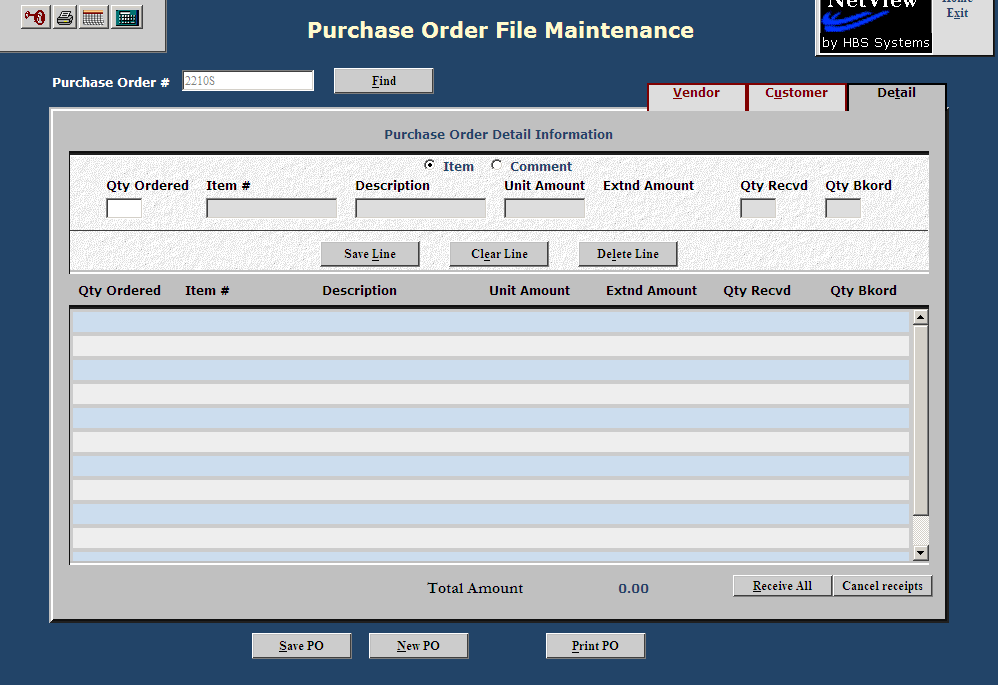 Purchase Order File Maintenance
NetView
by HBS Systems
Home
Exit
Purchase Order #
22108
Find
Vendor
Customer
Detail
Purchase Order Detail Information
Item
Comment
Qty Ordered Item # Description Unit Amount Extnd Amount Qty Recvd Qty Bkord
Save Line
Clear Line
Delete Line
Qty Ordered Item # Description Unit Amount Extnd Amount Qty Recvd Qty Bkord
Total Amount 0.00
Receive All
Cancel receipts
Save PO
New PO
Print PO